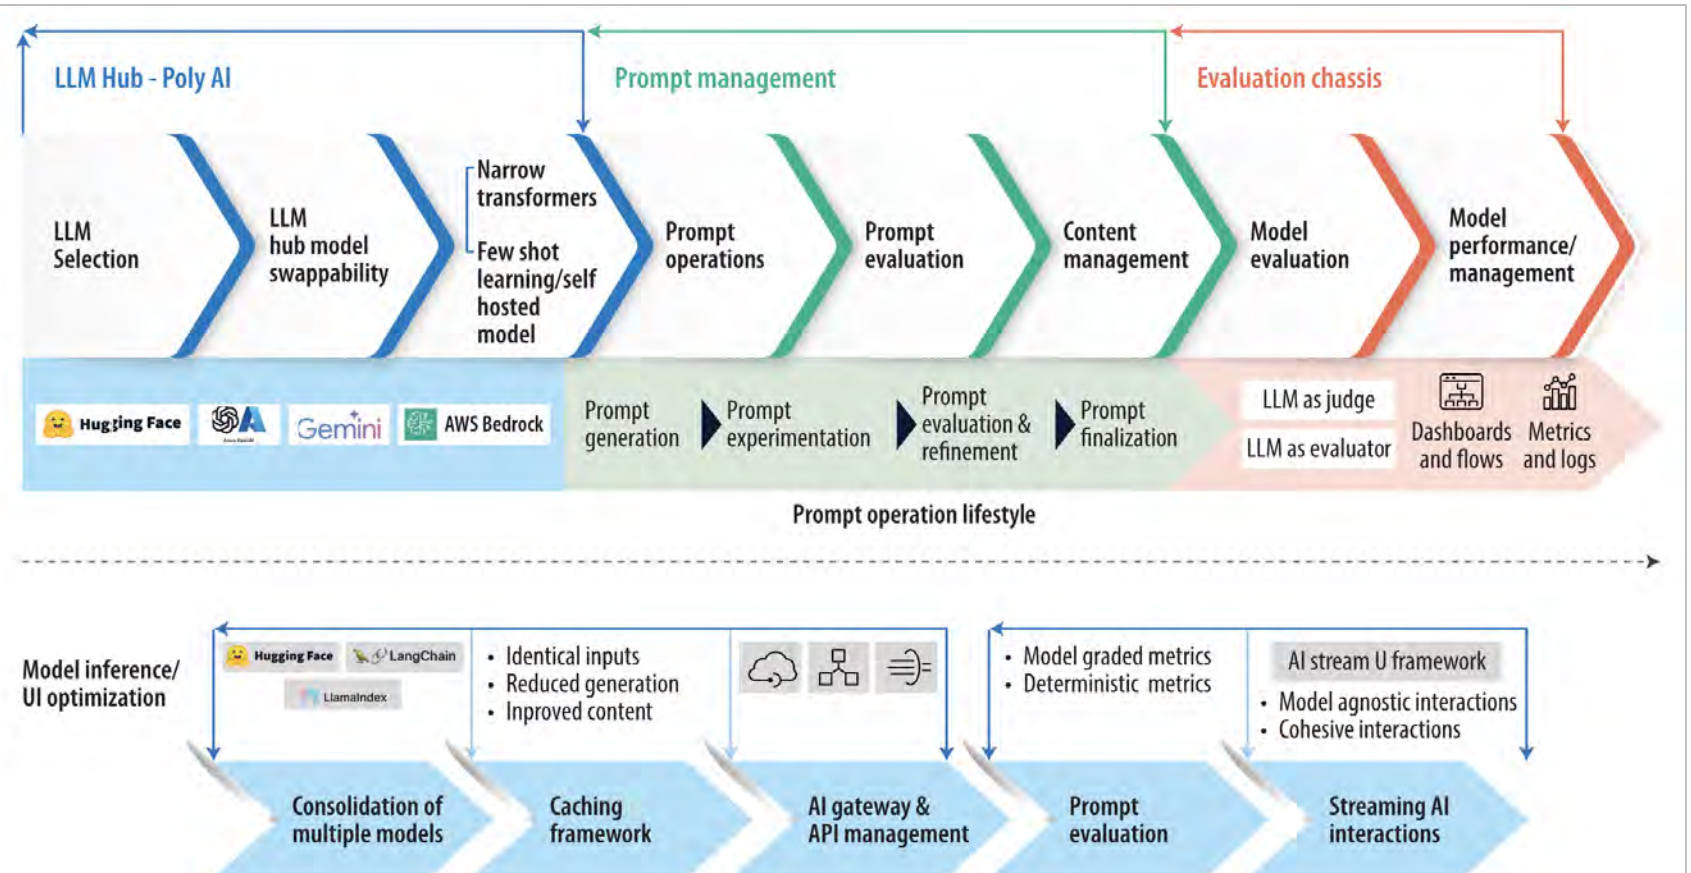 LLM Hub - Poly AI
Prompt management
Evaluation chassis
LLM
Selection
LLM
hub model
swappability
Narrow
transformers
Few shot
learning/self
hosted
model
Prompt
operations
Prompt
evaluation
Content
management
Model
evaluation
Model
performance/
management
Hugging Face
Azure OpenAI
Gemini
AWS Bedrock
Prompt
generation
Prompt
experimentation
Prompt
evaluation &
refinement
Prompt
finalization
LLM as judge
LLM as evaluator
Dashboards
and flows
Metrics
and logs
Prompt operation lifestyle
Model inference/
UI optimization
Hugging Face
LangChain
LlamaIndex
• Identical inputs
• Reduced generation
• Inproved content
• Model graded metrics
• Deterministic metrics
AI stream U framework
• Model agnostic interactions
• Cohesive interactions
Consolidation of
multiple models
Caching
framework
AI gateway &
API management
Prompt
evaluation
Streaming AI
interactions